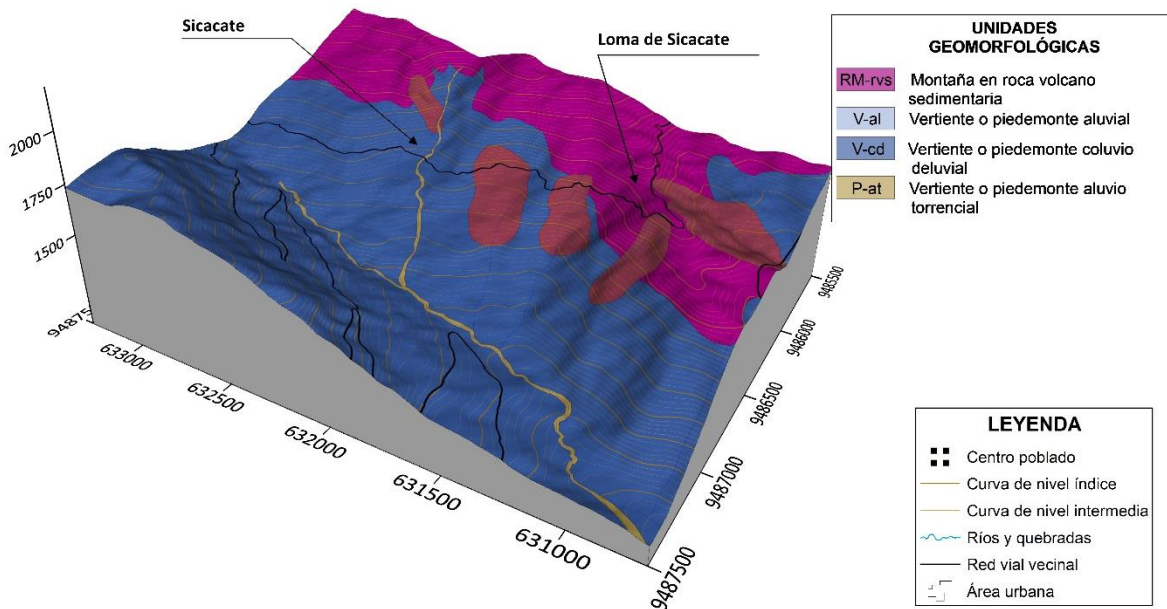 Sicacate
Loma de Sicacate
UNIDADES
GEOMORFOLÓGICAS
RM-rvs Montaña en roca volcano
sedimentaria
V-al Vertiente o piedemonte aluvial
V-cd Vertiente o piedemonte coluvio
deluvial
P-at Vertiente o piedemonte aluvio
torrencial
2000
1750
1500
94875
633000
632500
632000
631500
631000
9487500
9487000
9486500
9486000
9485500
LEYENDA
Centro poblado
Curva de nivel índice
Curva de nivel intermedia
Ríos y quebradas
Red vial vecinal
Área urbana